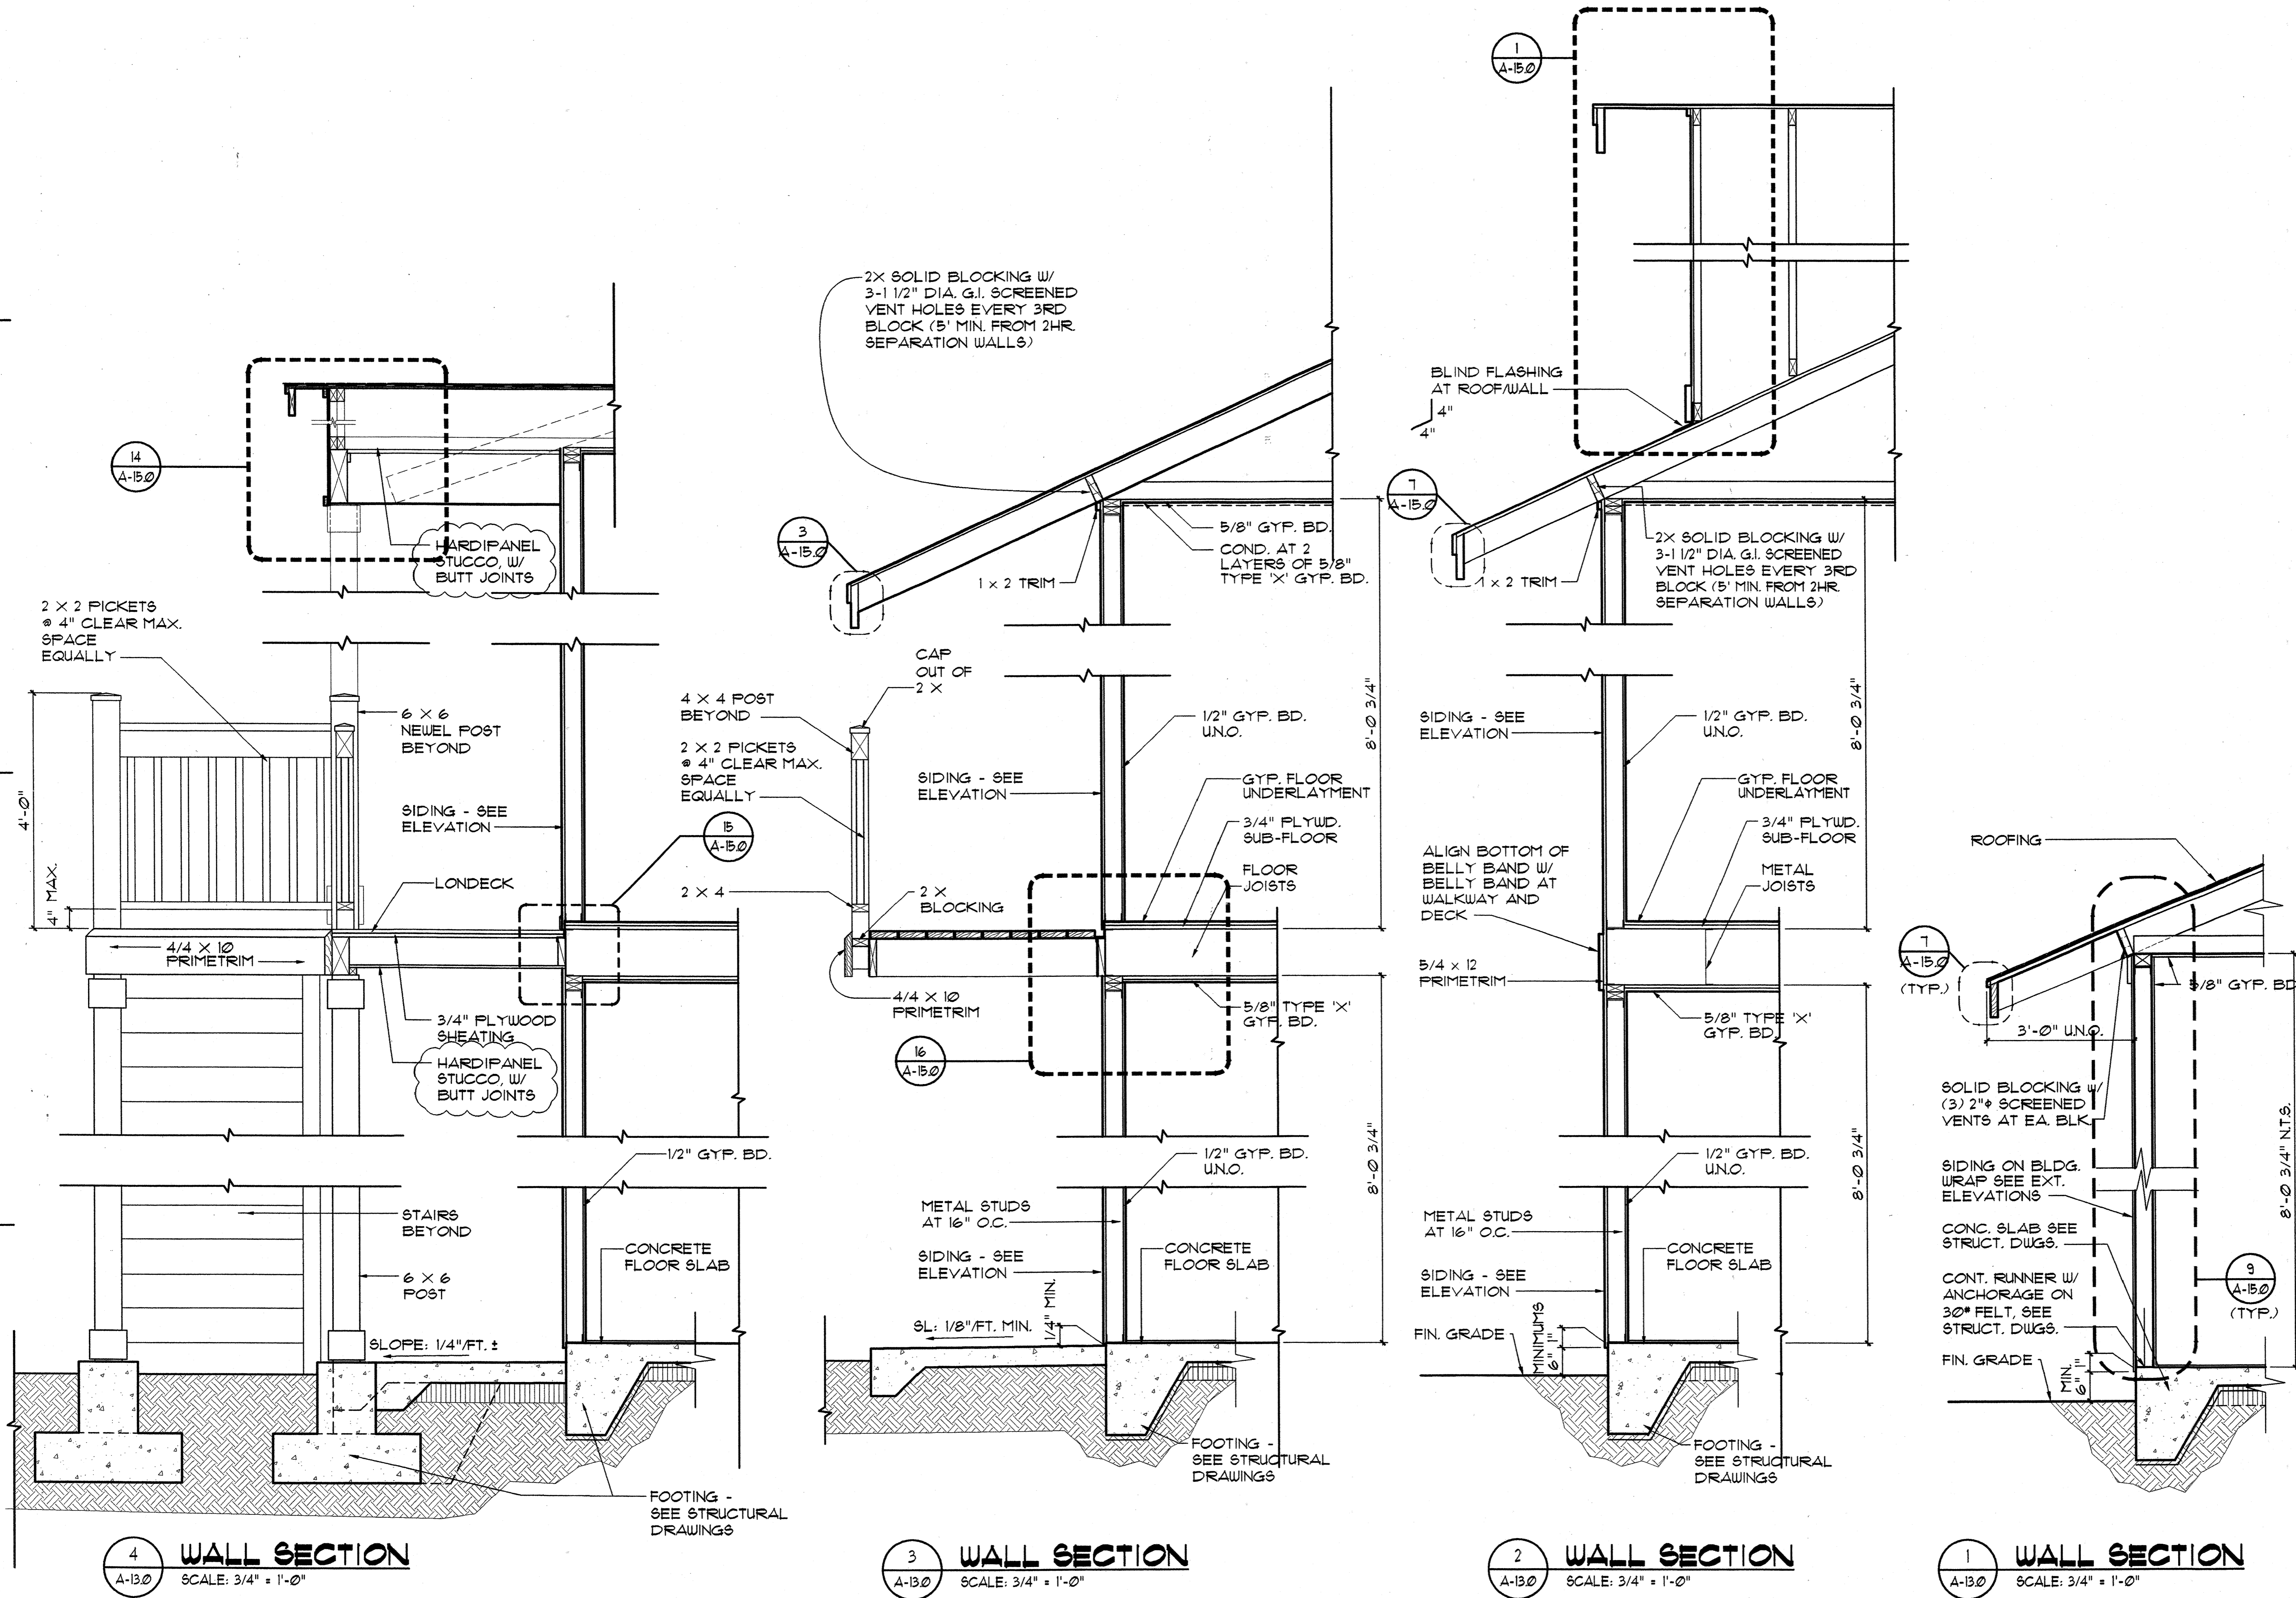 14
A-15.0
HARDIPANEL
STUCCO, W/
BUTT JOINTS
2 X 2 PICKETS
@ 4" CLEAR MAX.
SPACE
EQUALLY
6 X 6
NEWEL POST
BEYOND
4'-0"
4" MAX.
SIDING - SEE
ELEVATION
15
A-15.0
LONDECK
4/4 X 10
PRIMETRIM
3/4" PLYWOOD
SHEATING
HARDIPANEL
STUCCO, W/
BUTT JOINTS
1/2" GYP. BD.
STAIRS
BEYOND
CONCRETE
FLOOR SLAB
6 X 6
POST
SLOPE: 1/4"/FT. ±
FOOTING -
SEE STRUCTURAL
DRAWINGS
4
A-13.0
WALL SECTION
SCALE: 3/4" = 1'-0"
2X SOLID BLOCKING W/
3-1 1/2" DIA. G.I. SCREENED
VENT HOLES EVERY 3RD
BLOCK (5' MIN. FROM 2HR.
SEPARATION WALLS)
3
A-15.0
1 x 2 TRIM
5/8" GYP. BD.
COND. AT 2
LAYERS OF 5/8"
TYPE 'X' GYP. BD.
CAP
OUT OF
2 X
4 X 4 POST
BEYOND
2 X 2 PICKETS
@ 4" CLEAR MAX.
SPACE
EQUALLY
1/2" GYP. BD.
U.N.O.
8'-0 3/4"
SIDING - SEE
ELEVATION
GYP. FLOOR
UNDERLAYMENT
3/4" PLYWD.
SUB-FLOOR
FLOOR
JOISTS
2 X 4
2 X
BLOCKING
4/4 X 10
PRIMETRIM
5/8" TYPE 'X'
GYP. BD.
16
A-15.0
1/2" GYP. BD.
U.N.O.
8'-0 3/4"
METAL STUDS
AT 16" O.C.
SIDING - SEE
ELEVATION
CONCRETE
FLOOR SLAB
SL: 1/8"/FT. MIN.
1/4" MIN.
FOOTING -
SEE STRUCTURAL
DRAWINGS
3
A-13.0
WALL SECTION
SCALE: 3/4" = 1'-0"
1
A-15.0
BLIND FLASHING
AT ROOF/WALL
4"
4"
7
A-15.0
1 x 2 TRIM
2X SOLID BLOCKING W/
3-1 1/2" DIA. G.I. SCREENED
VENT HOLES EVERY 3RD
BLOCK (5' MIN. FROM 2HR.
SEPARATION WALLS)
SIDING - SEE
ELEVATION
1/2" GYP. BD.
U.N.O.
8'-0 3/4"
GYP. FLOOR
UNDERLAYMENT
3/4" PLYWD.
SUB-FLOOR
METAL
JOISTS
ALIGN BOTTOM OF
BELLY BAND W/
BELLY BAND AT
WALKWAY AND
DECK
5/4 x 12
PRIMETRIM
5/8" TYPE 'X'
GYP. BD.
1/2" GYP. BD.
U.N.O.
8'-0 3/4"
METAL STUDS
AT 16" O.C.
CONCRETE
FLOOR SLAB
SIDING - SEE
ELEVATION
FIN. GRADE
MINIMUMS
6" 1"
FOOTING -
SEE STRUCTURAL
DRAWINGS
2
A-13.0
WALL SECTION
SCALE: 3/4" = 1'-0"
ROOFING
7
A-15.0
(TYP.)
5/8" GYP. BD
3'-0" U.N.O.
SOLID BLOCKING W/
(3) 2"φ SCREENED
VENTS AT EA. BLK.
8'-0 3/4" N.T.S.
SIDING ON BLDG.
WRAP SEE EXT.
ELEVATIONS
CONC. SLAB SEE
STRUCT. DWGS.
CONT. RUNNER W/
ANCHORAGE ON
30# FELT, SEE
STRUCT. DWGS.
9
A-15.0
(TYP.)
FIN. GRADE
MIN.
6" 1"
1
A-13.0
WALL SECTION
SCALE: 3/4" = 1'-0"